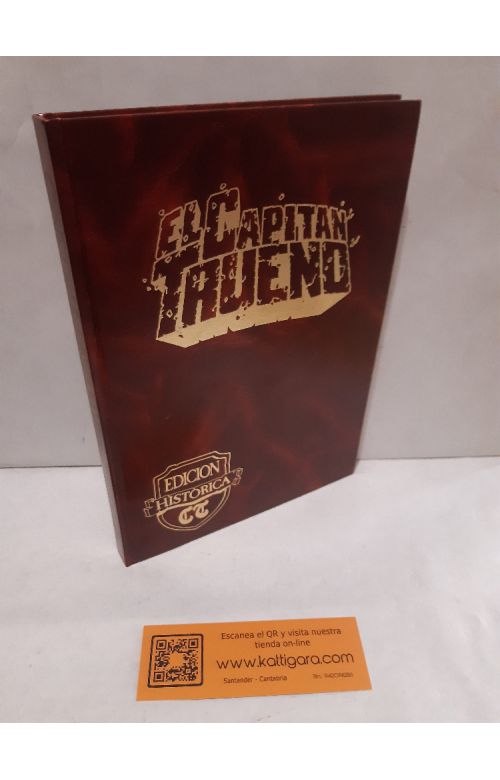 EL CAPITAN
TRUENO
EDICION
HISTORICA
CT
Escanea el QR y visita nuestra
tienda on-line
www.kattigara.com
Santander - Cantabria